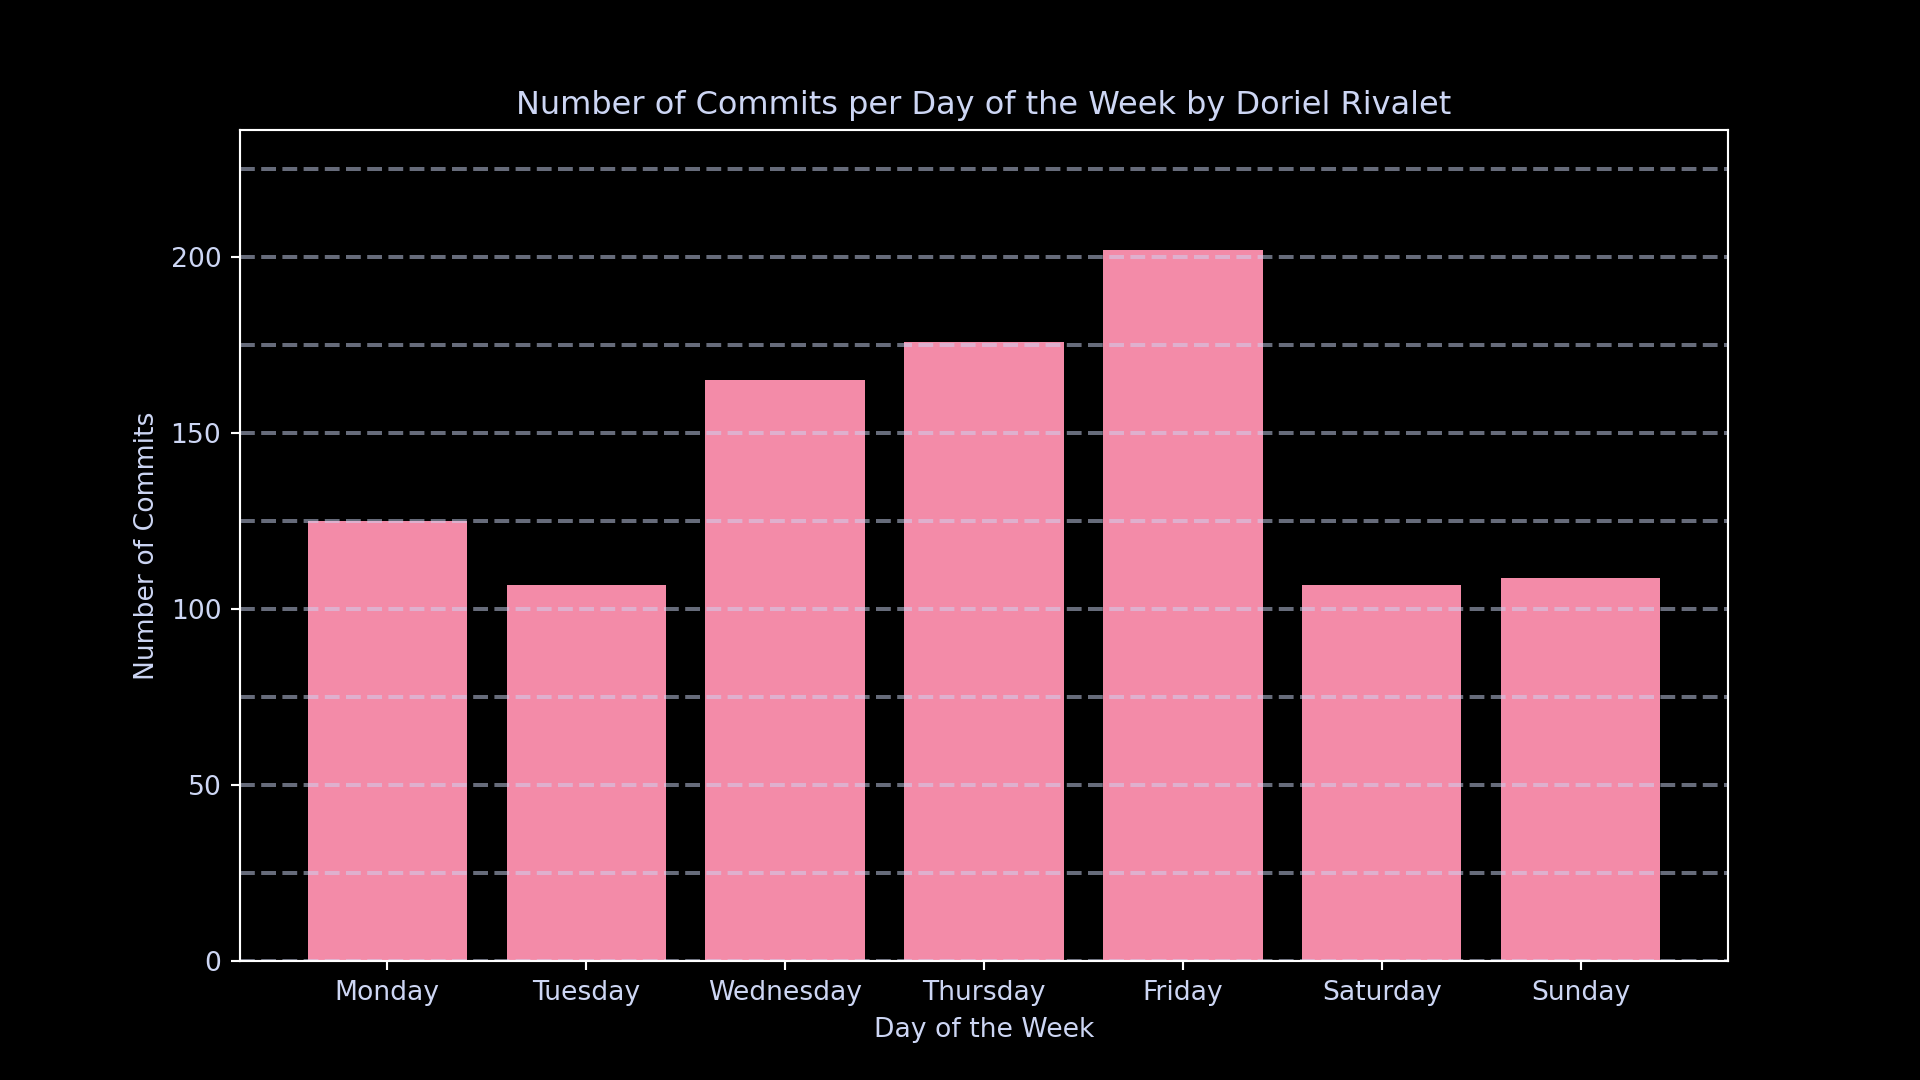 Number of Commits per Day of the Week by Doriel Rivalet
Number of Commits
200
150
100
50
0
Monday Tuesday Wednesday Thursday Friday Saturday Sunday
Day of the Week